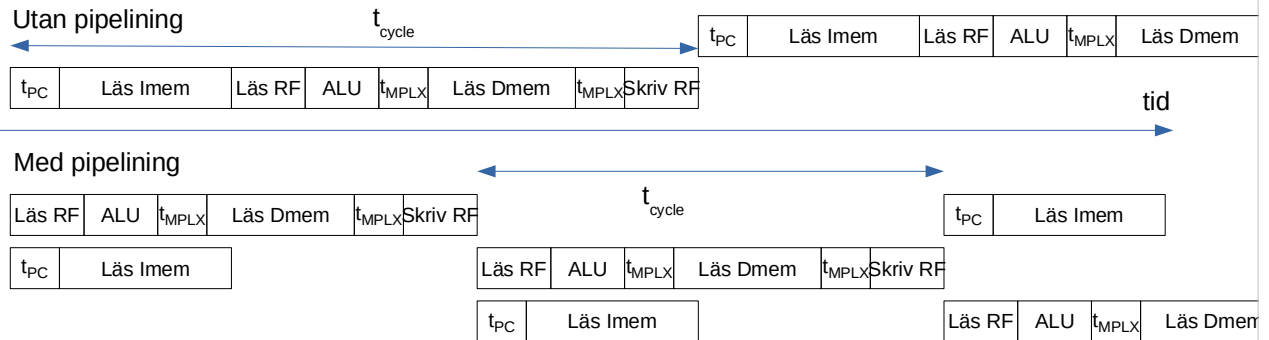 Utan pipelining
t_cycle
t_PC Läs Imem Läs RF ALU t_MPLX Läs Dmem
t_PC Läs Imem Läs RF ALU t_MPLX Läs Dmem t_MPLX Skriv RF
tid
Med pipelining
t_cycle
Läs RF ALU t_MPLX Läs Dmem t_MPLX Skriv RF t_PC Läs Imem
t_PC Läs Imem Läs RF ALU t_MPLX Läs Dmem t_MPLX Skriv RF
t_PC Läs Imem Läs RF ALU t_MPLX Läs Dmem